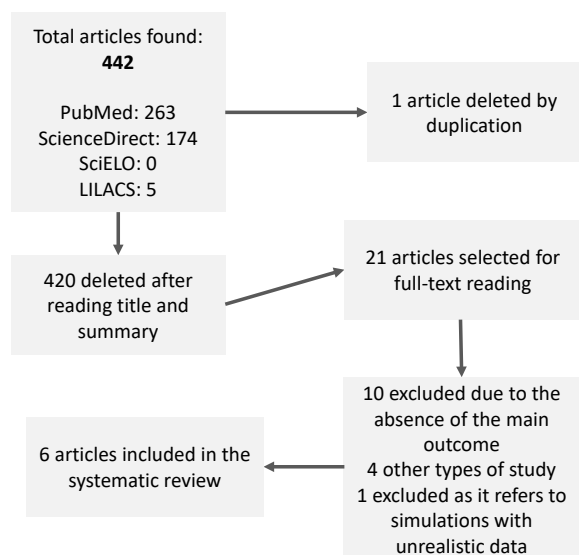 Total articles found:
442
PubMed: 263
ScienceDirect: 174
SciELO: 0
LILACS: 5
1 article deleted by
duplication
420 deleted after
reading title and
summary
21 articles selected for
full-text reading
10 excluded due to the
absence of the main
outcome
4 other types of study
1 excluded as it refers to
simulations with
unrealistic data
6 articles included in the
systematic review